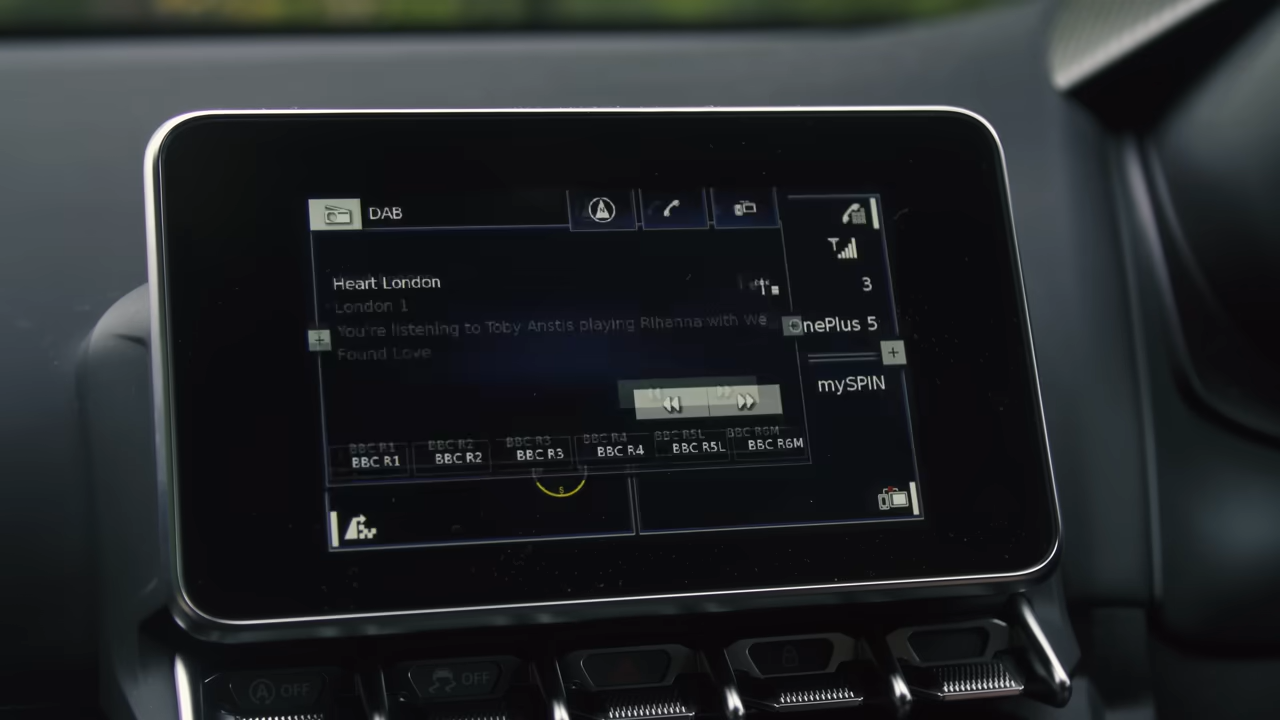 DAB
Heart London
London 1
You're listening to Toby Anstis playing Rihanna with We
Found Love
3
OnePlus 5
mySPIN
BBC R1
BBC R2
BBC R3
BBC R4
BBC R5L
BBC R6M
BBC R1
BBC R2
BBC R3
BBC R4
BBC R5L
BBC R6M
S
A OFF
OFF